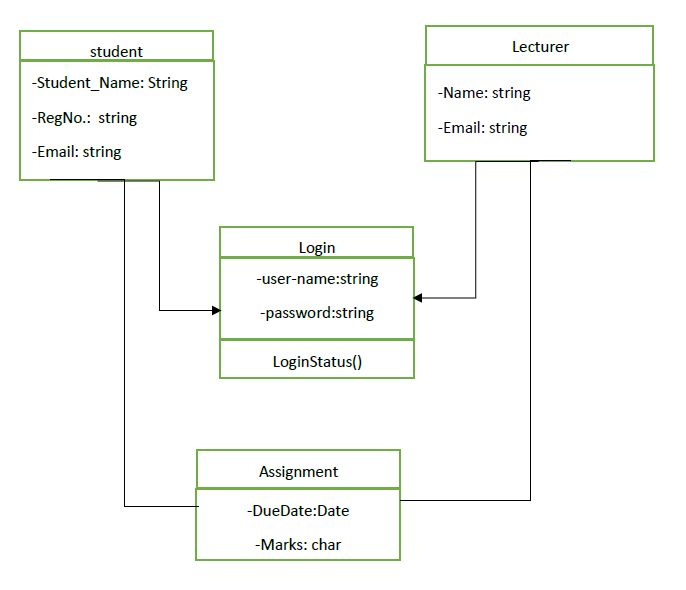 student
-Student_Name: String
-RegNo.: string
-Email: string
Lecturer
-Name: string
-Email: string
Login
-user-name:string
-password:string
LoginStatus()
Assignment
-DueDate:Date
-Marks: char